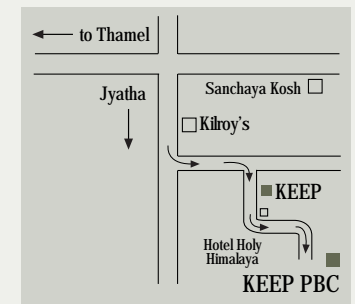 to Thamel
Sanchaya Kosh
Jyatha
Kilroy's
KEEP
Hotel Holy
Himalaya
KEEP PBC